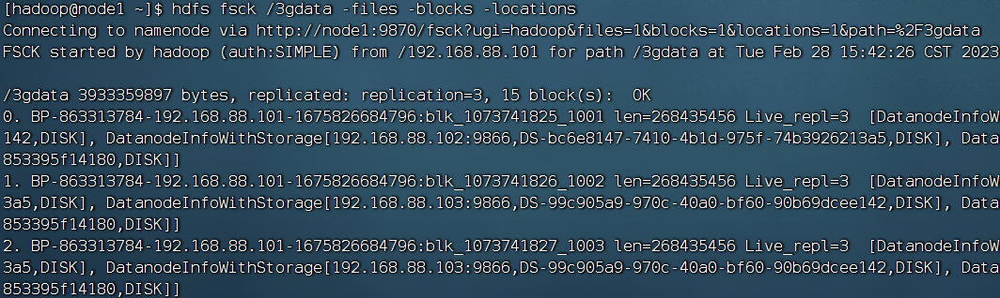 [hadoop@node1 ~]$ hdfs fsck /3gdata -files -blocks -locations
Connecting to namenode via http://node1:9870/fsck?ugi=hadoop&files=1&blocks=1&locations=1&path=%2F3gdata
FSCK started by hadoop (auth:SIMPLE) from /192.168.88.101 for path /3gdata at Tue Feb 28 15:42:26 CST 2023
/3gdata 3933359897 bytes, replicated: replication=3, 15 block(s):  OK
0. BP-863313784-192.168.88.101-1675826684796:blk_1073741825_1001 len=268435456 Live_repl=3  [DatanodeInfoW
142,DISK], DatanodeInfoWithStorage[192.168.88.102:9866,DS-bc6e8147-7410-4b1d-975f-74b3926213a5,DISK], Data
853395f14180,DISK]]
1. BP-863313784-192.168.88.101-1675826684796:blk_1073741826_1002 len=268435456 Live_repl=3  [DatanodeInfoW
3a5,DISK], DatanodeInfoWithStorage[192.168.88.103:9866,DS-99c905a9-970c-40a0-bf60-90b69dcee142,DISK], Data
853395f14180,DISK]]
2. BP-863313784-192.168.88.101-1675826684796:blk_1073741827_1003 len=268435456 Live_repl=3  [DatanodeInfoW
3a5,DISK], DatanodeInfoWithStorage[192.168.88.103:9866,DS-99c905a9-970c-40a0-bf60-90b69dcee142,DISK], Data
853395f14180,DISK]]